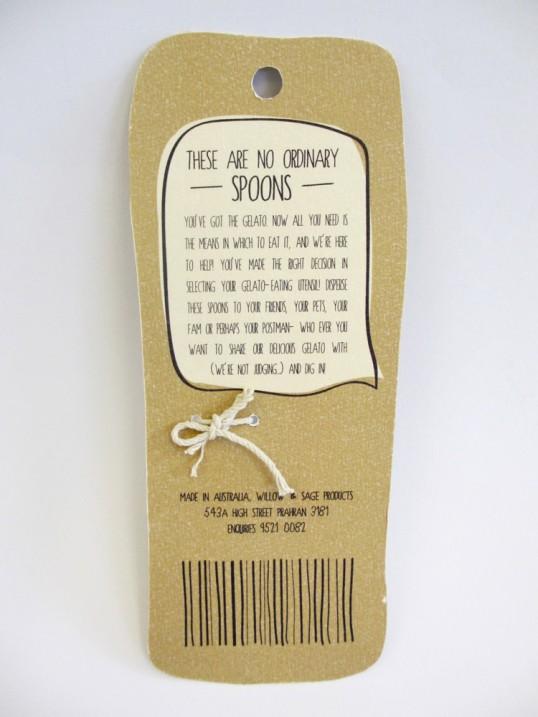 THESE ARE NO ORDINARY
— SPOONS —
YOU'VE GOT THE GELATO. NOW ALL YOU NEED IS
THE MEANS IN WHICH TO EAT IT, AND WE'RE HERE
TO HELP! YOU'VE MADE THE RIGHT DECISION IN
SELECTING YOUR GELATO-EATING UTENSIL! DISPERSE
THESE SPOONS TO YOUR FRIENDS, YOUR PETS, YOUR
FAM OR PERHAPS YOUR POSTMAN- WHO EVER YOU
WANT TO SHARE OUR DELICIOUS GELATO WITH
(WE'RE NOT JUDGING..) AND DIG IN!
MADE IN AUSTRALIA, WILLOW & SAGE PRODUCTS
543A HIGH STREET PRAHRAN 3181
ENQUIRIES 9521 0082